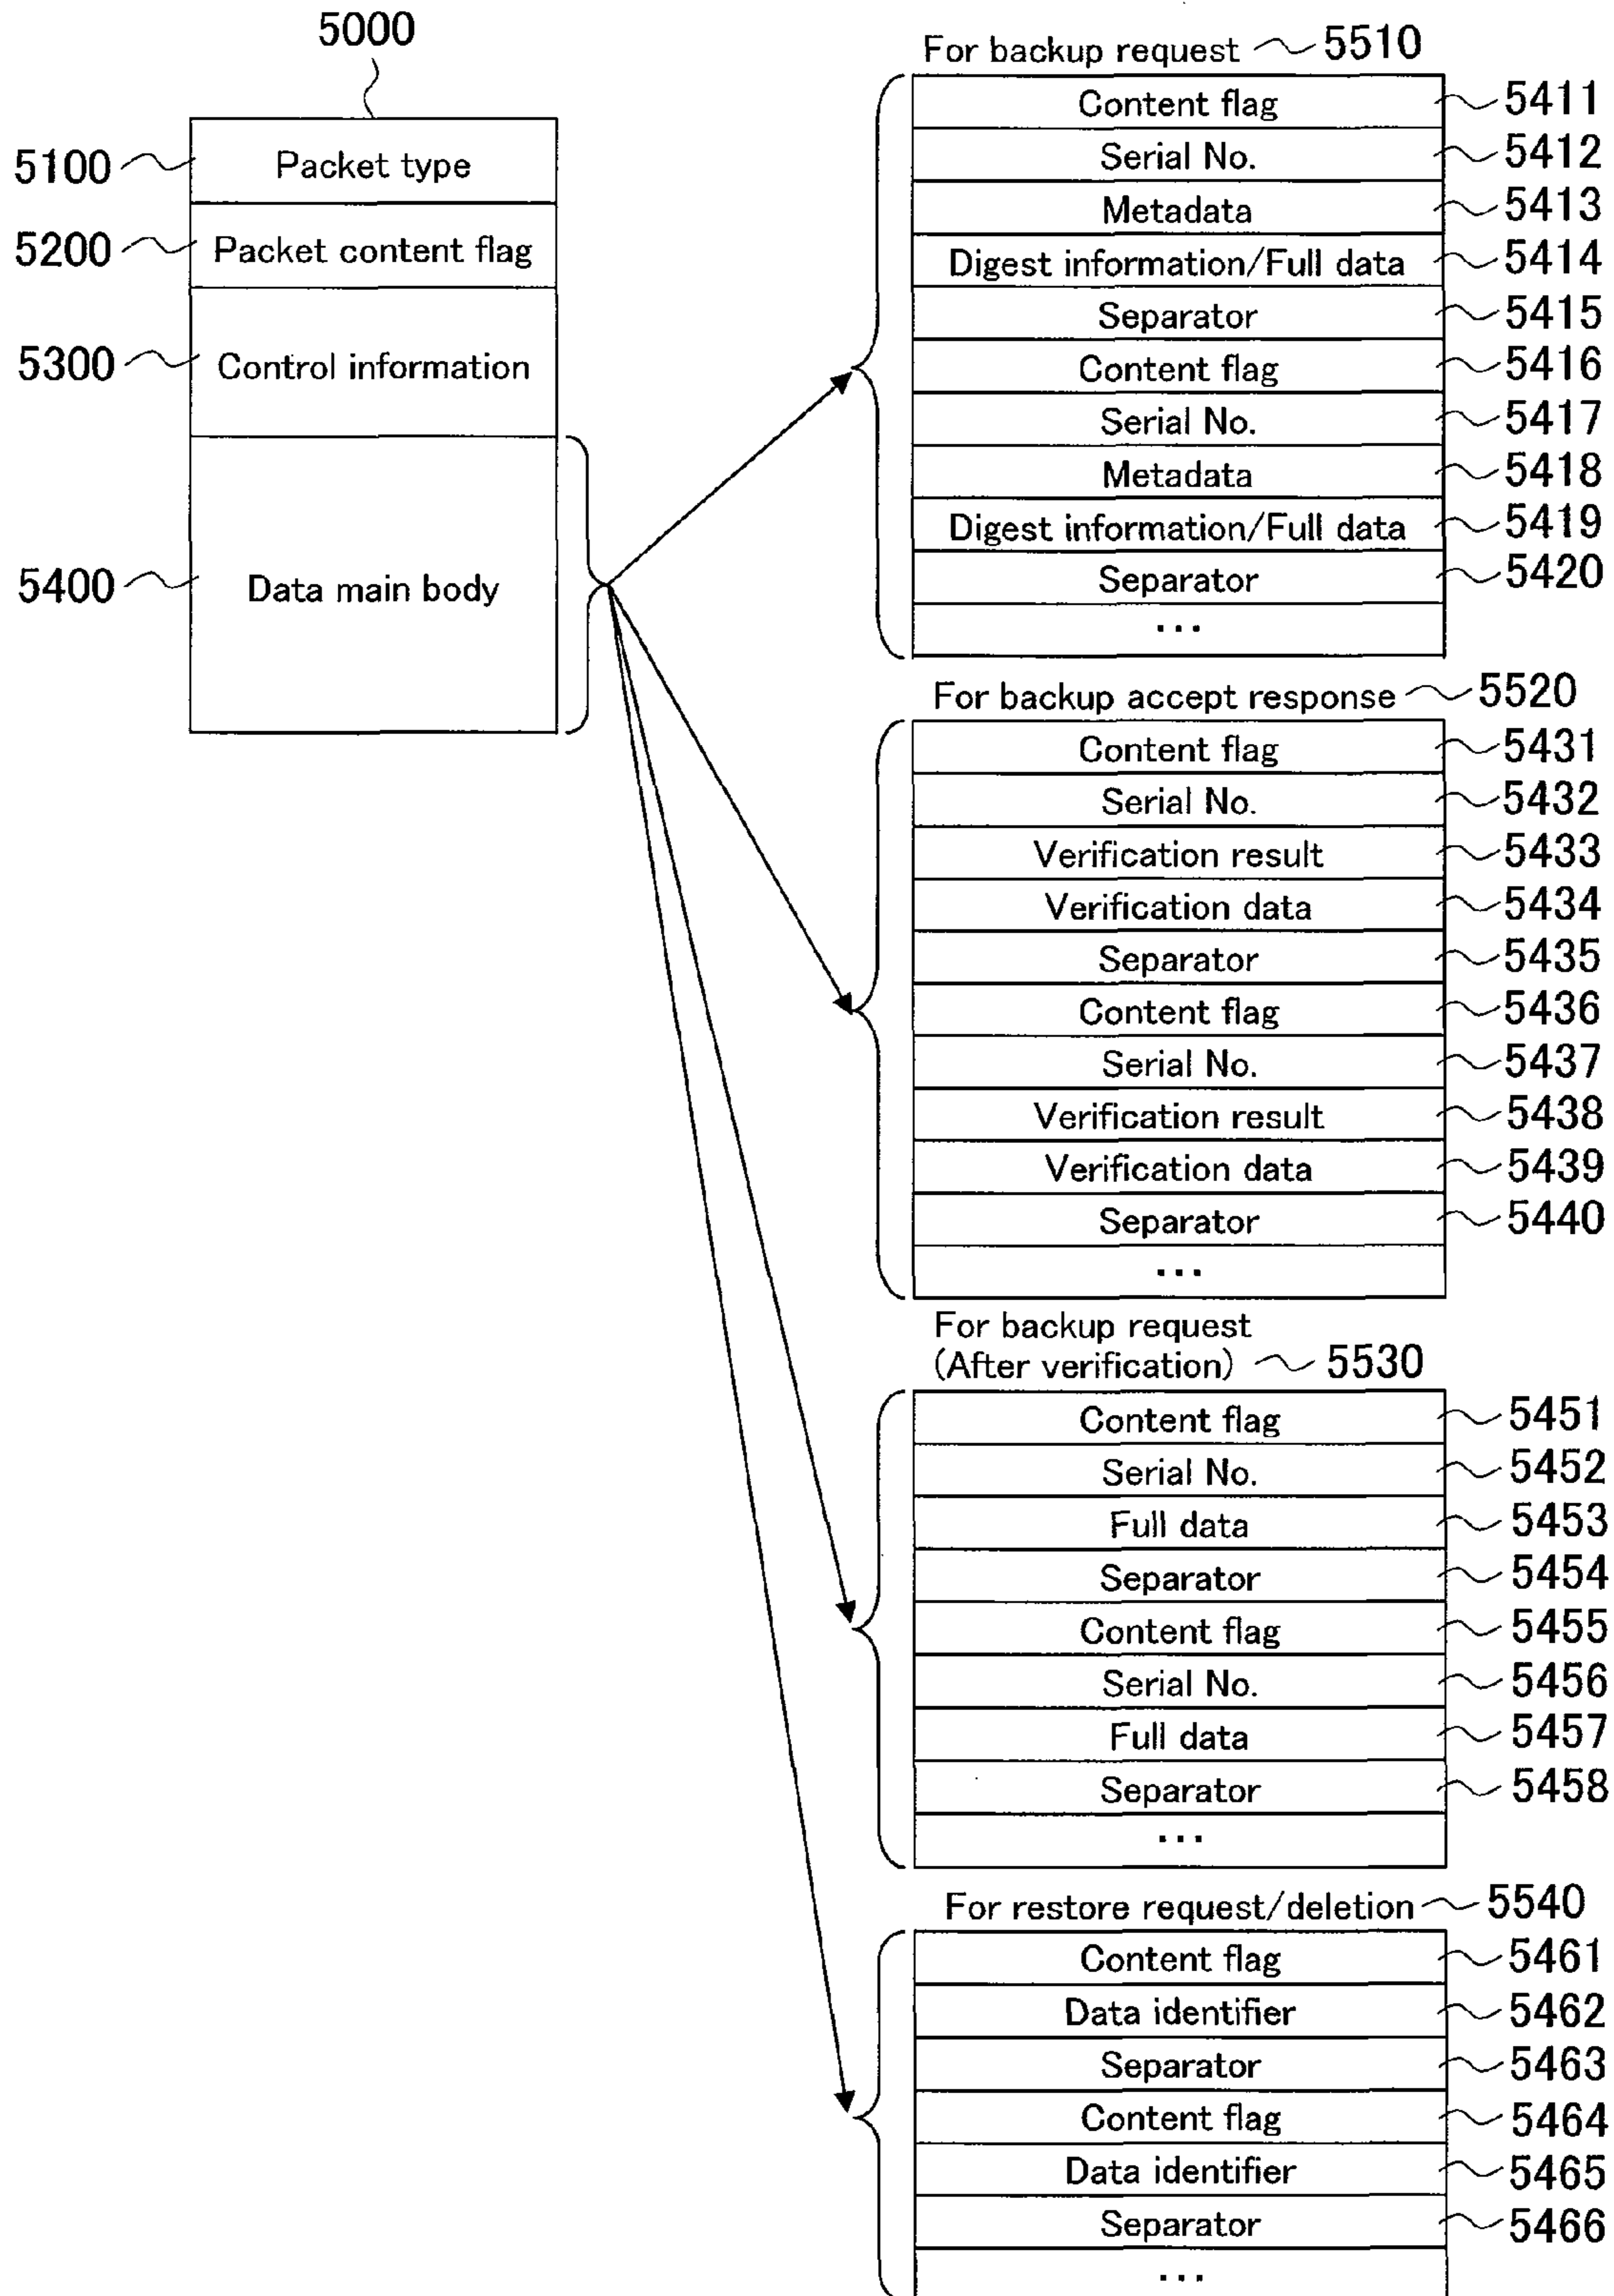 5000
5100 Packet type
5200 Packet content flag
5300 Control information
5400 Data main body
For backup request 5510
Content flag 5411
Serial No. 5412
Metadata 5413
Digest information/Full data 5414
Separator 5415
Content flag 5416
Serial No. 5417
Metadata 5418
Digest information/Full data 5419
Separator 5420
...
For backup accept response 5520
Content flag 5431
Serial No. 5432
Verification result 5433
Verification data 5434
Separator 5435
Content flag 5436
Serial No. 5437
Verification result 5438
Verification data 5439
Separator 5440
...
For backup request
(After verification) 5530
Content flag 5451
Serial No. 5452
Full data 5453
Separator 5454
Content flag 5455
Serial No. 5456
Full data 5457
Separator 5458
...
For restore request/deletion 5540
Content flag 5461
Data identifier 5462
Separator 5463
Content flag 5464
Data identifier 5465
Separator 5466
...